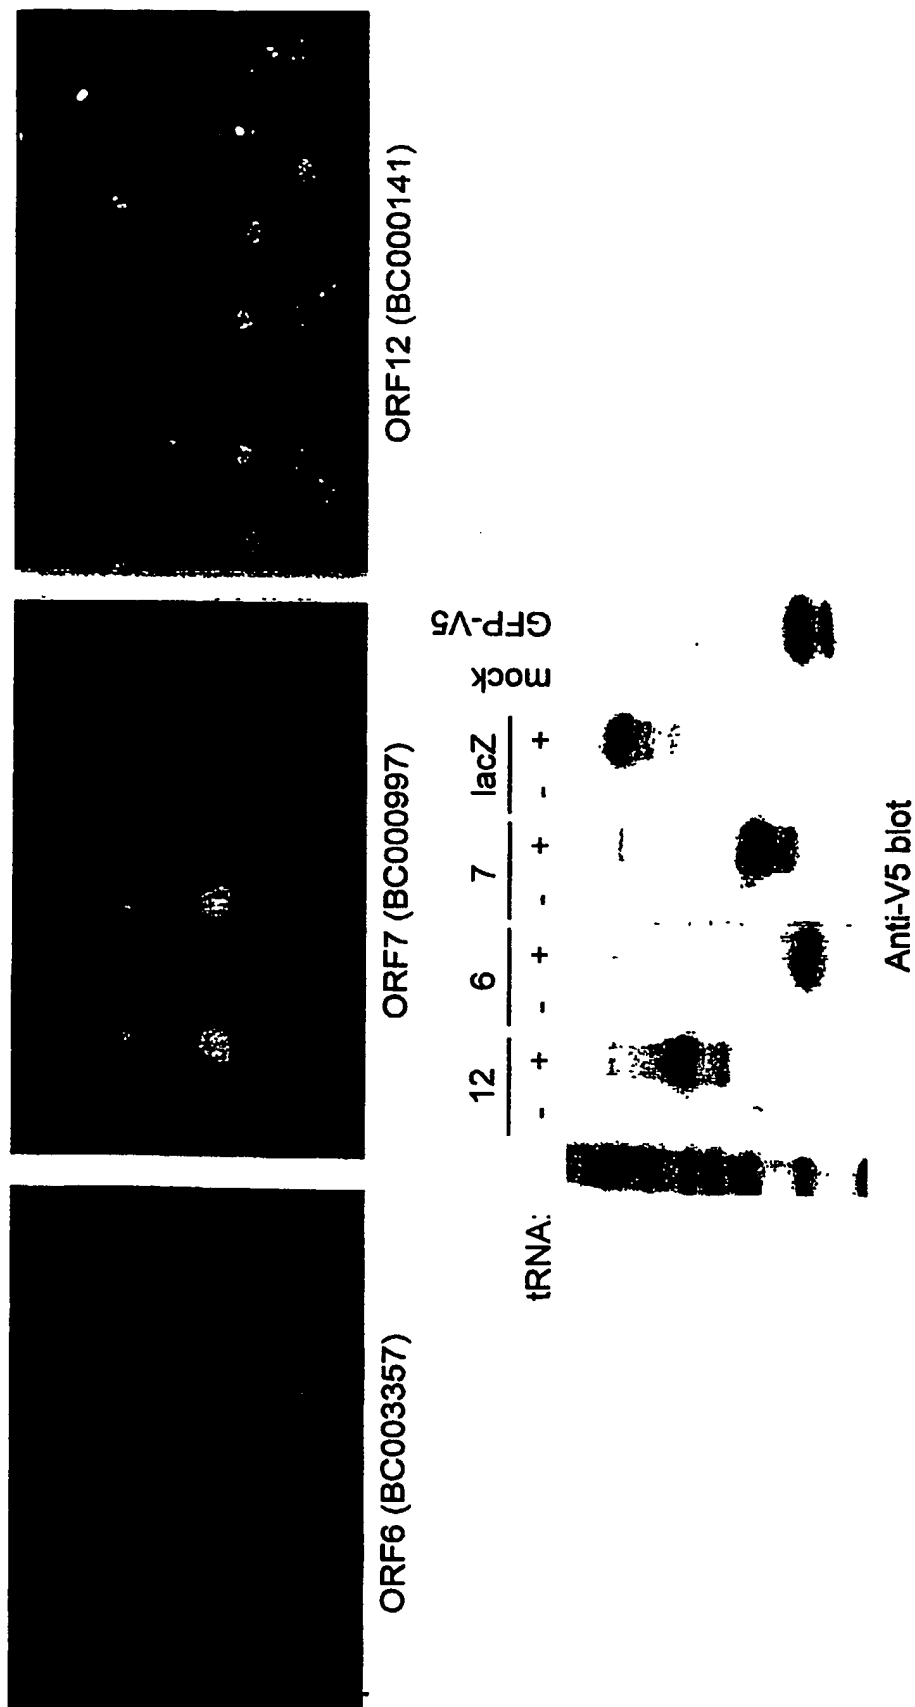 ORF6 (BC003357)
ORF7 (BC000997)
ORF12 (BC000141)
12 6 7 lacZ mock GFP-V5
tRNA: - + - + - + - +
Anti-V5 blot